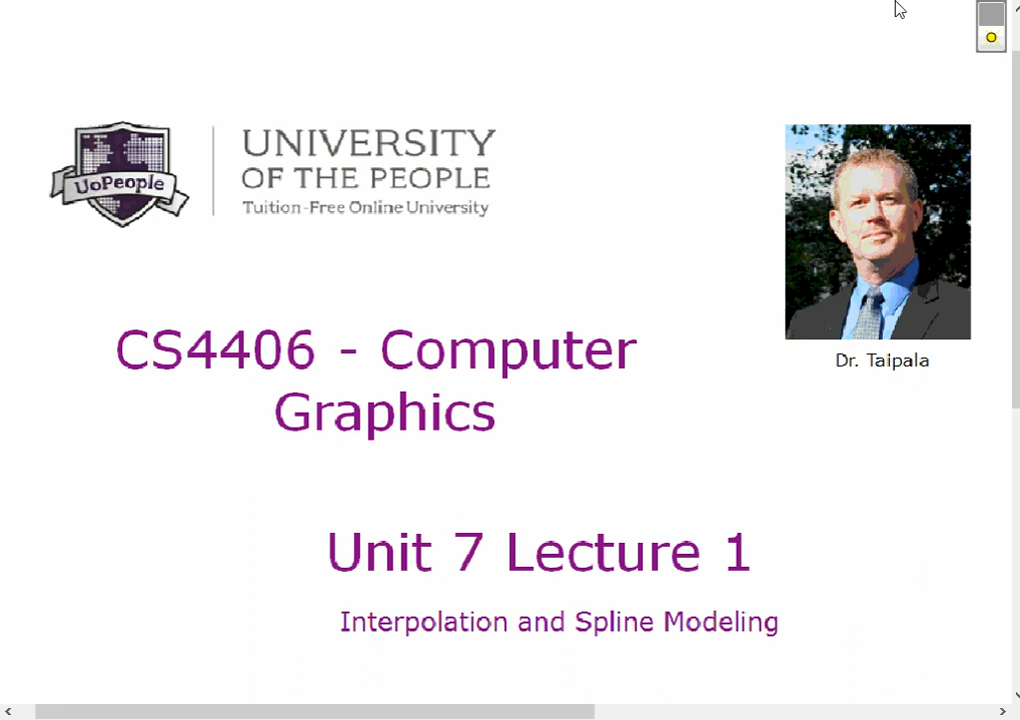 UNIVERSITY
OF THE PEOPLE
UoPeople
Tuition-Free Online University
Dr. Taipala
CS4406 - Computer
Graphics
Unit 7 Lecture 1
Interpolation and Spline Modeling